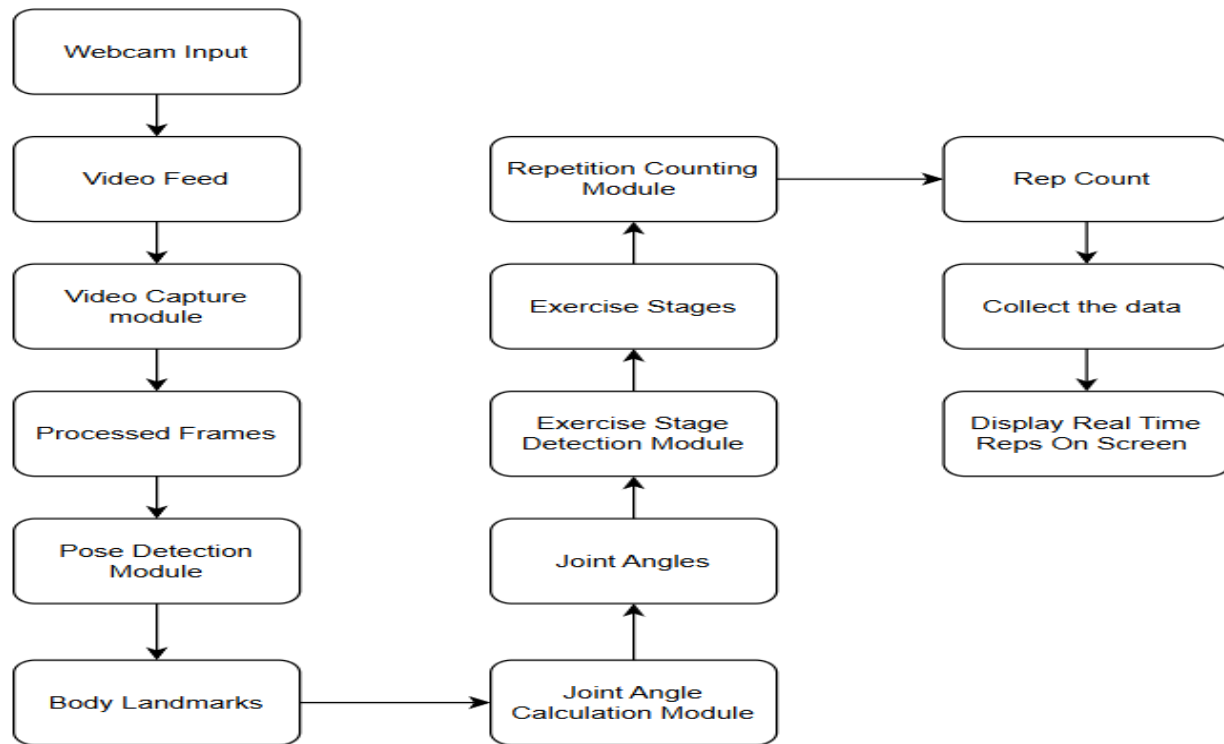 Webcam Input
Video Feed
Video Capture
module
Processed Frames
Pose Detection
Module
Body Landmarks
Joint Angle
Calculation Module
Joint Angles
Exercise Stage
Detection Module
Exercise Stages
Repetition Counting
Module
Rep Count
Collect the data
Display Real Time
Reps On Screen